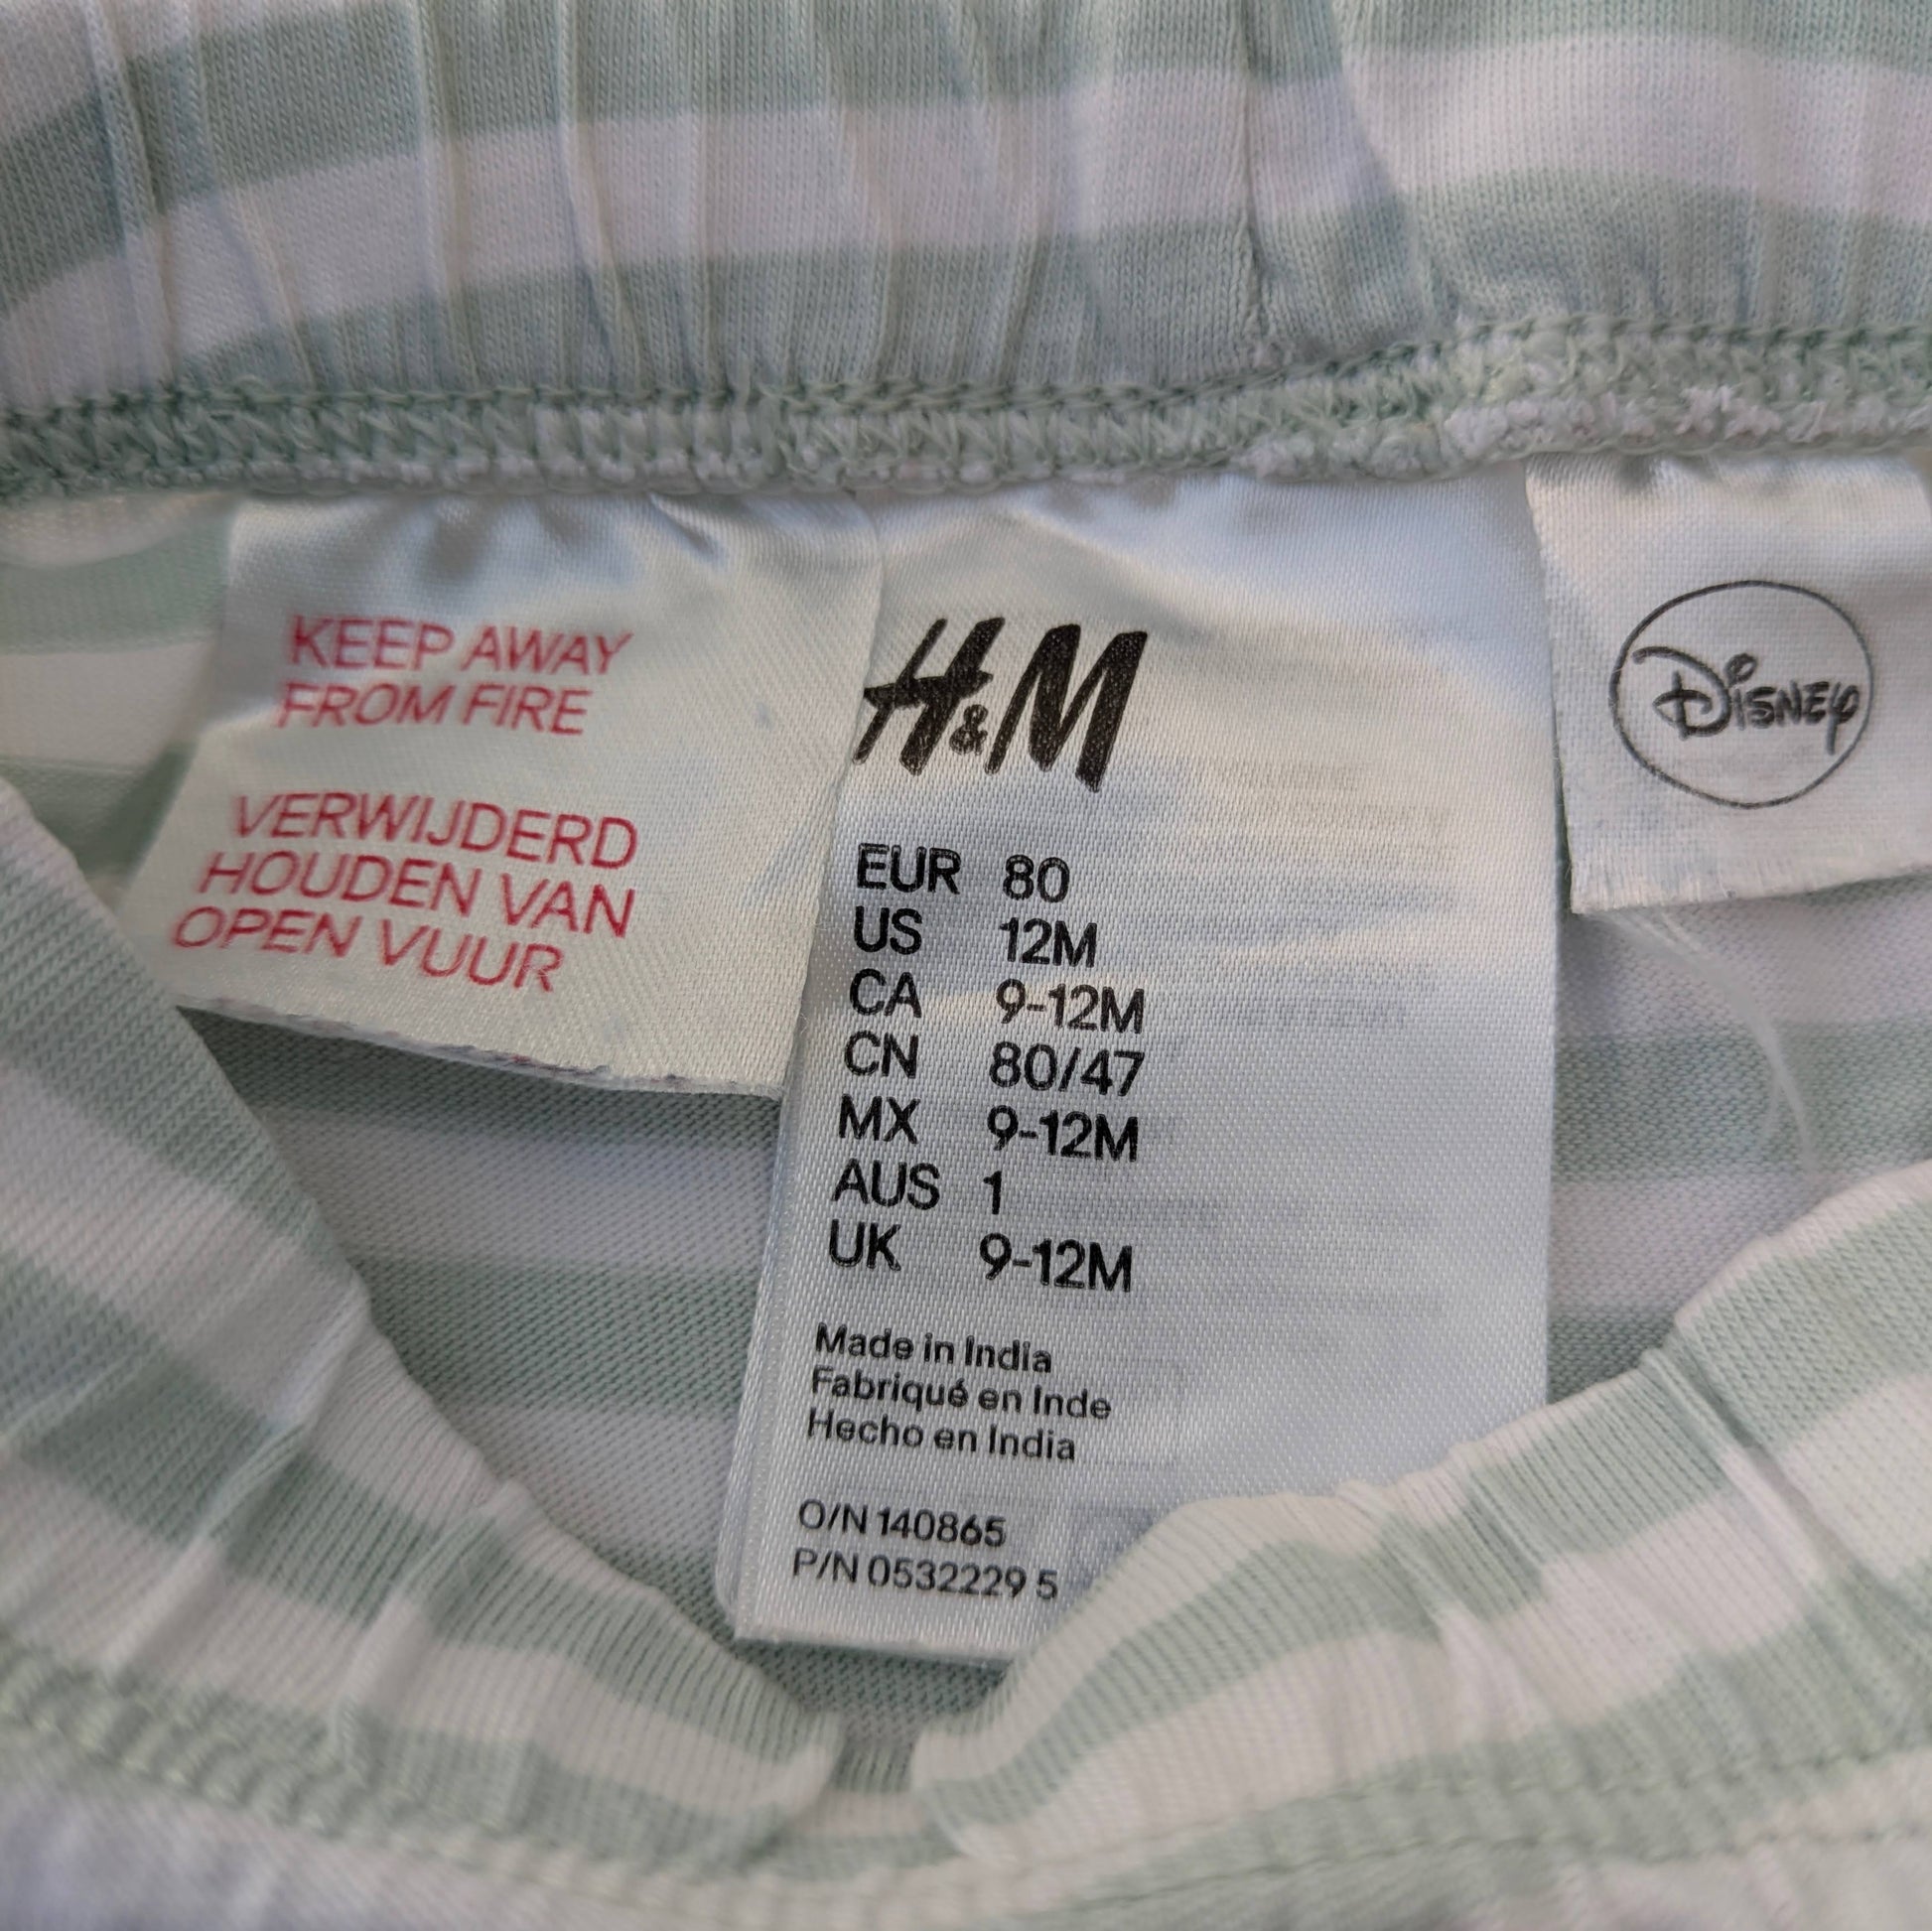 KEEP AWAY
FROM FIRE
VERWIJDERD
HOUDEN VAN
OPEN VUUR
H&M
EUR 80
US 12M
CA 9-12M
CN 80/47
MX 9-12M
AUS 1
UK 9-12M
Made in India
Fabriqué en Inde
Hecho en India
O/N 140865
P/N 0532229 5
Disney